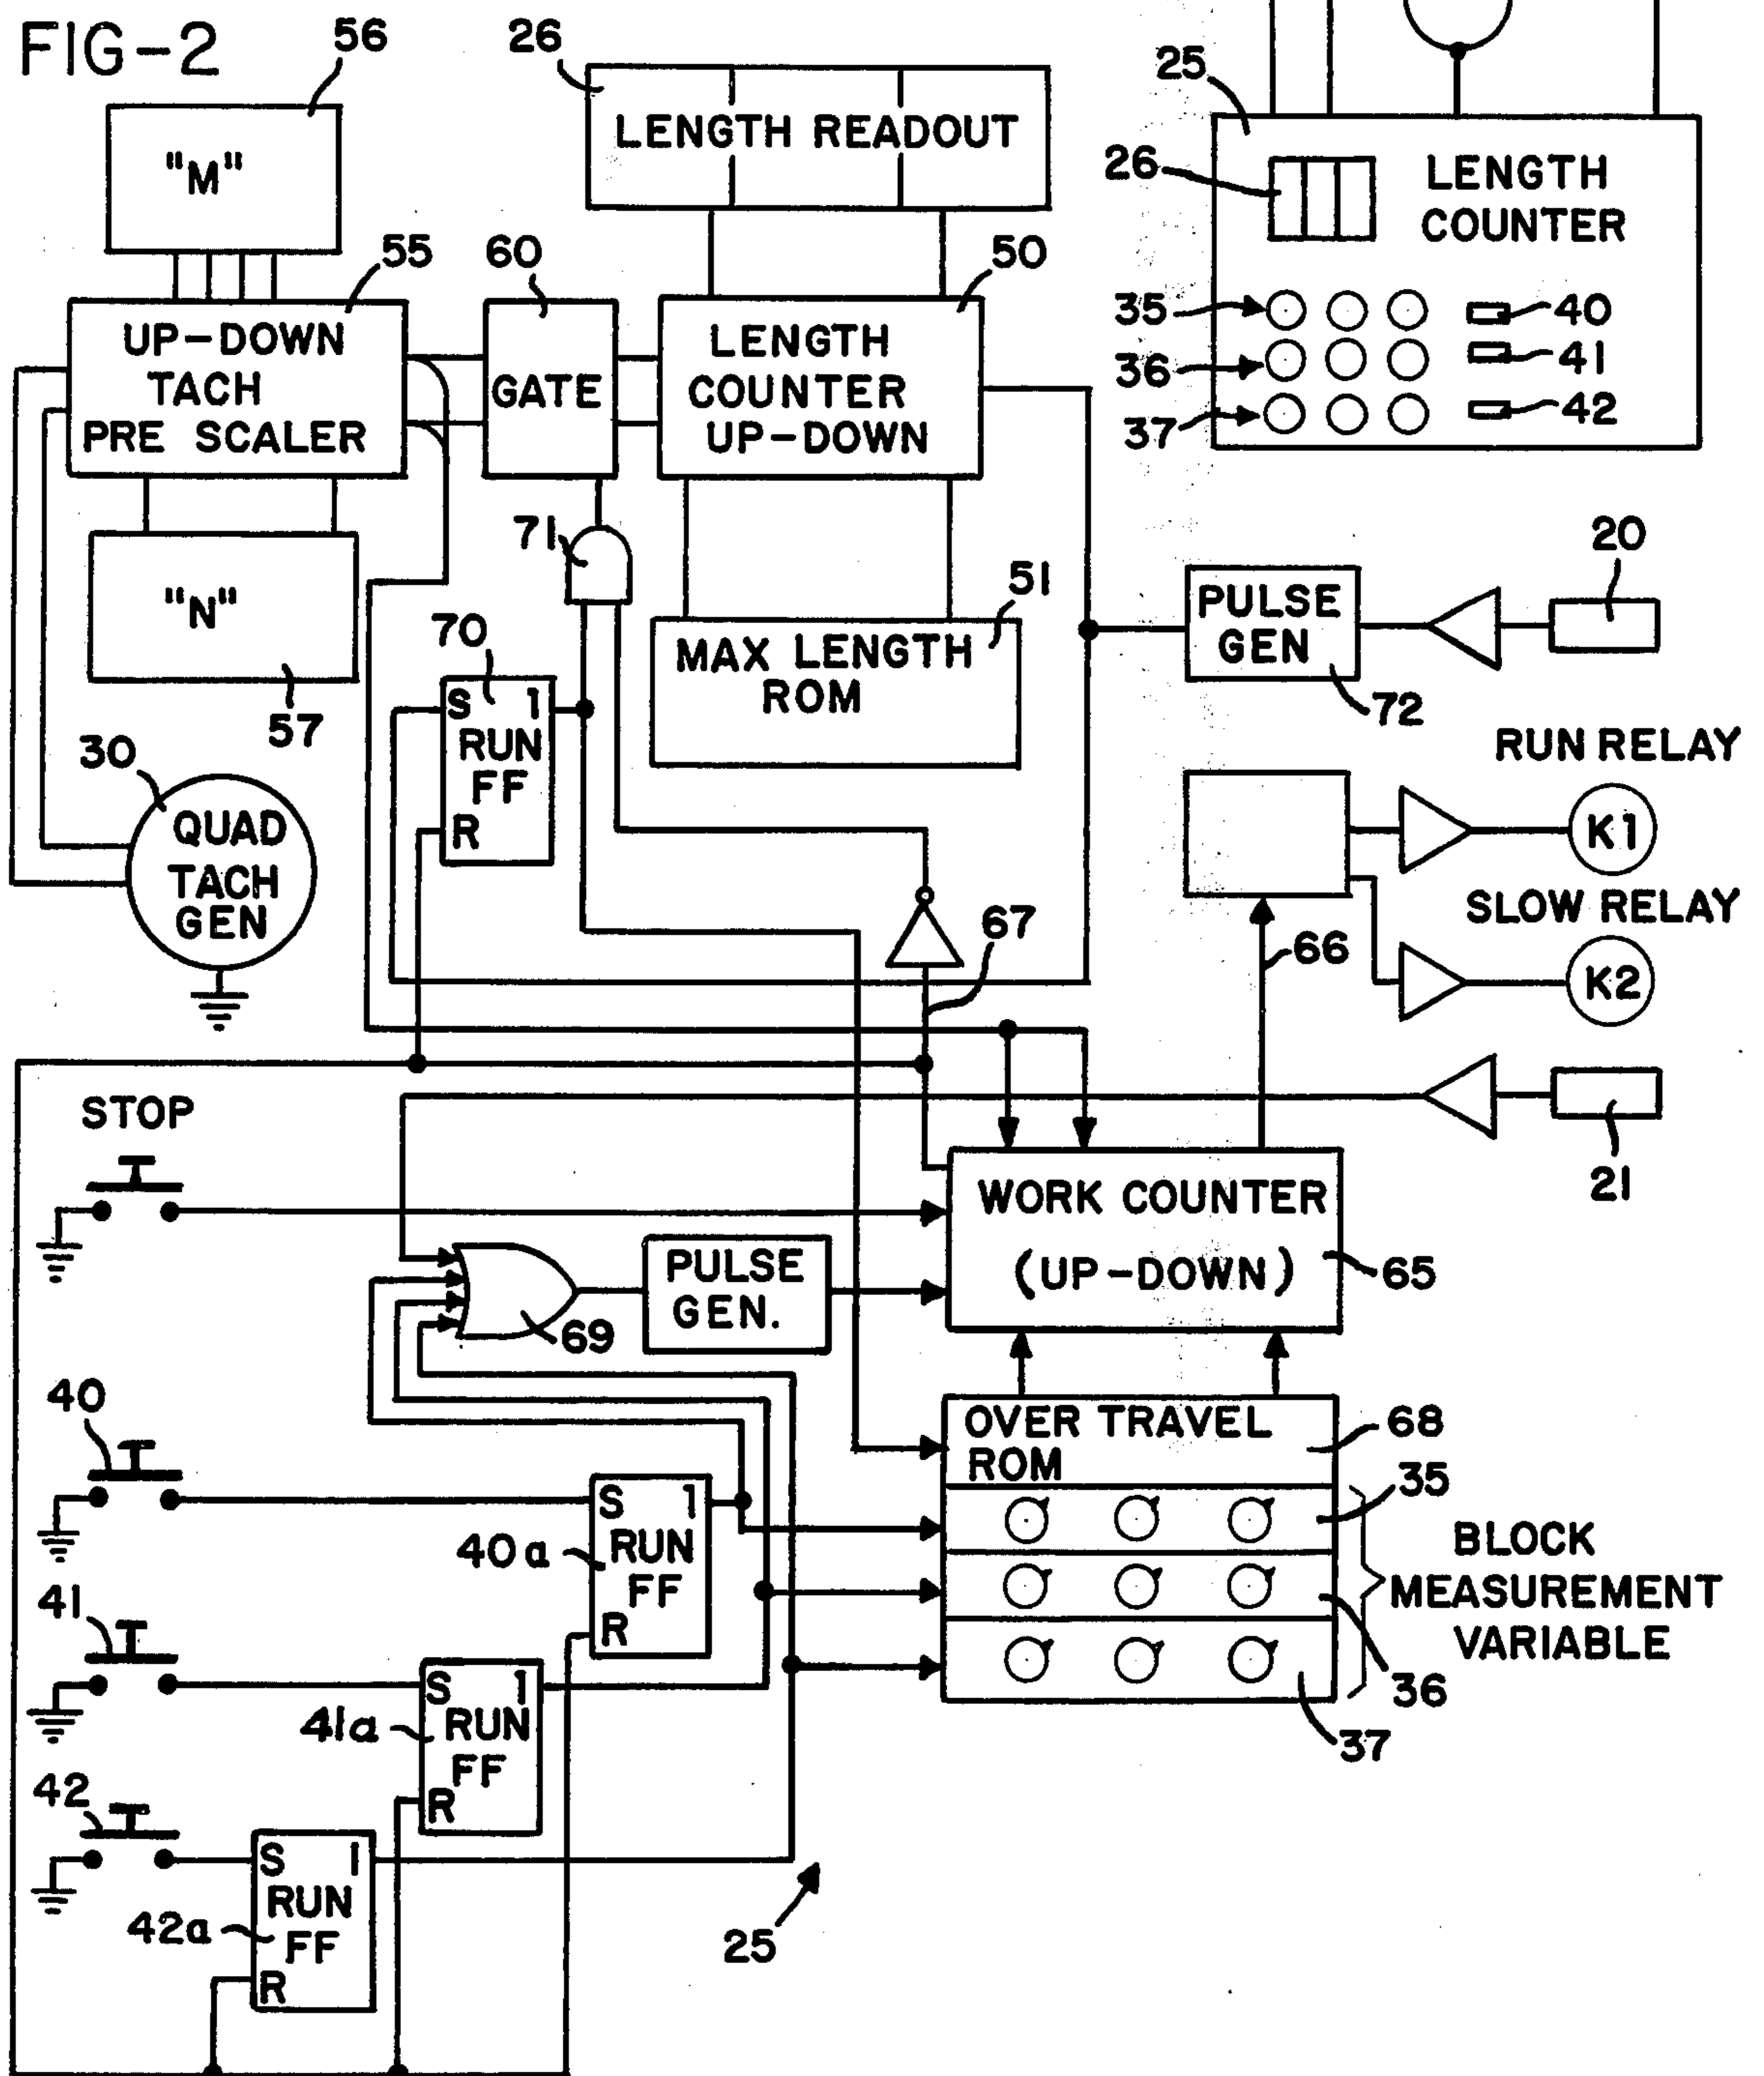 FIG-2
56
26
"M"
LENGTH READOUT
55
60
50
UP-DOWN
TACH
PRE SCALER
GATE
LENGTH
COUNTER
UP-DOWN
"N"
57
71
51
MAX LENGTH
ROM
70
S 1
RUN
FF
R
30
QUAD
TACH
GEN
25
26
LENGTH
COUNTER
35
40
36
41
37
42
20
PULSE
GEN
72
RUN RELAY
K1
SLOW RELAY
K2
66
67
21
STOP
WORK COUNTER
(UP-DOWN)
65
PULSE
GEN.
69
OVER TRAVEL
ROM
68
35
BLOCK
MEASUREMENT
VARIABLE
36
37
40
S 1
40a
RUN
FF
R
41
S 1
41a
RUN
FF
R
42
S 1
42a
RUN
FF
R
25